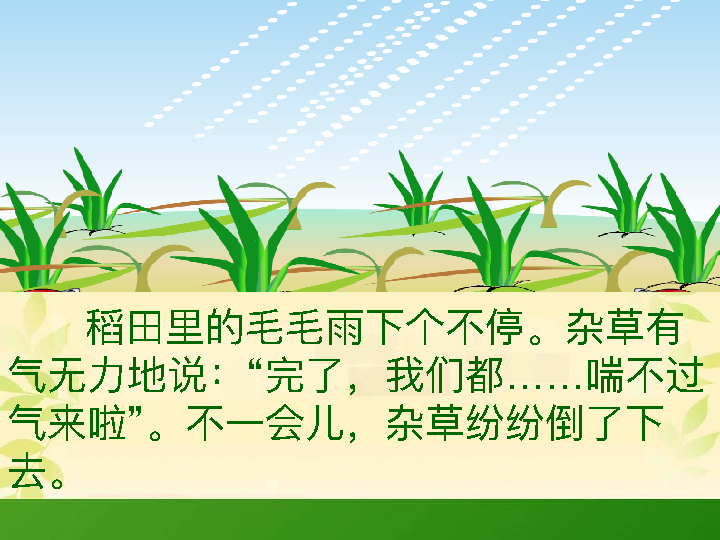 稻田里的毛毛雨下个不停。杂草有
气无力地说：“完了，我们都……喘不过
气来啦”。不一会儿，杂草纷纷倒了下
去。